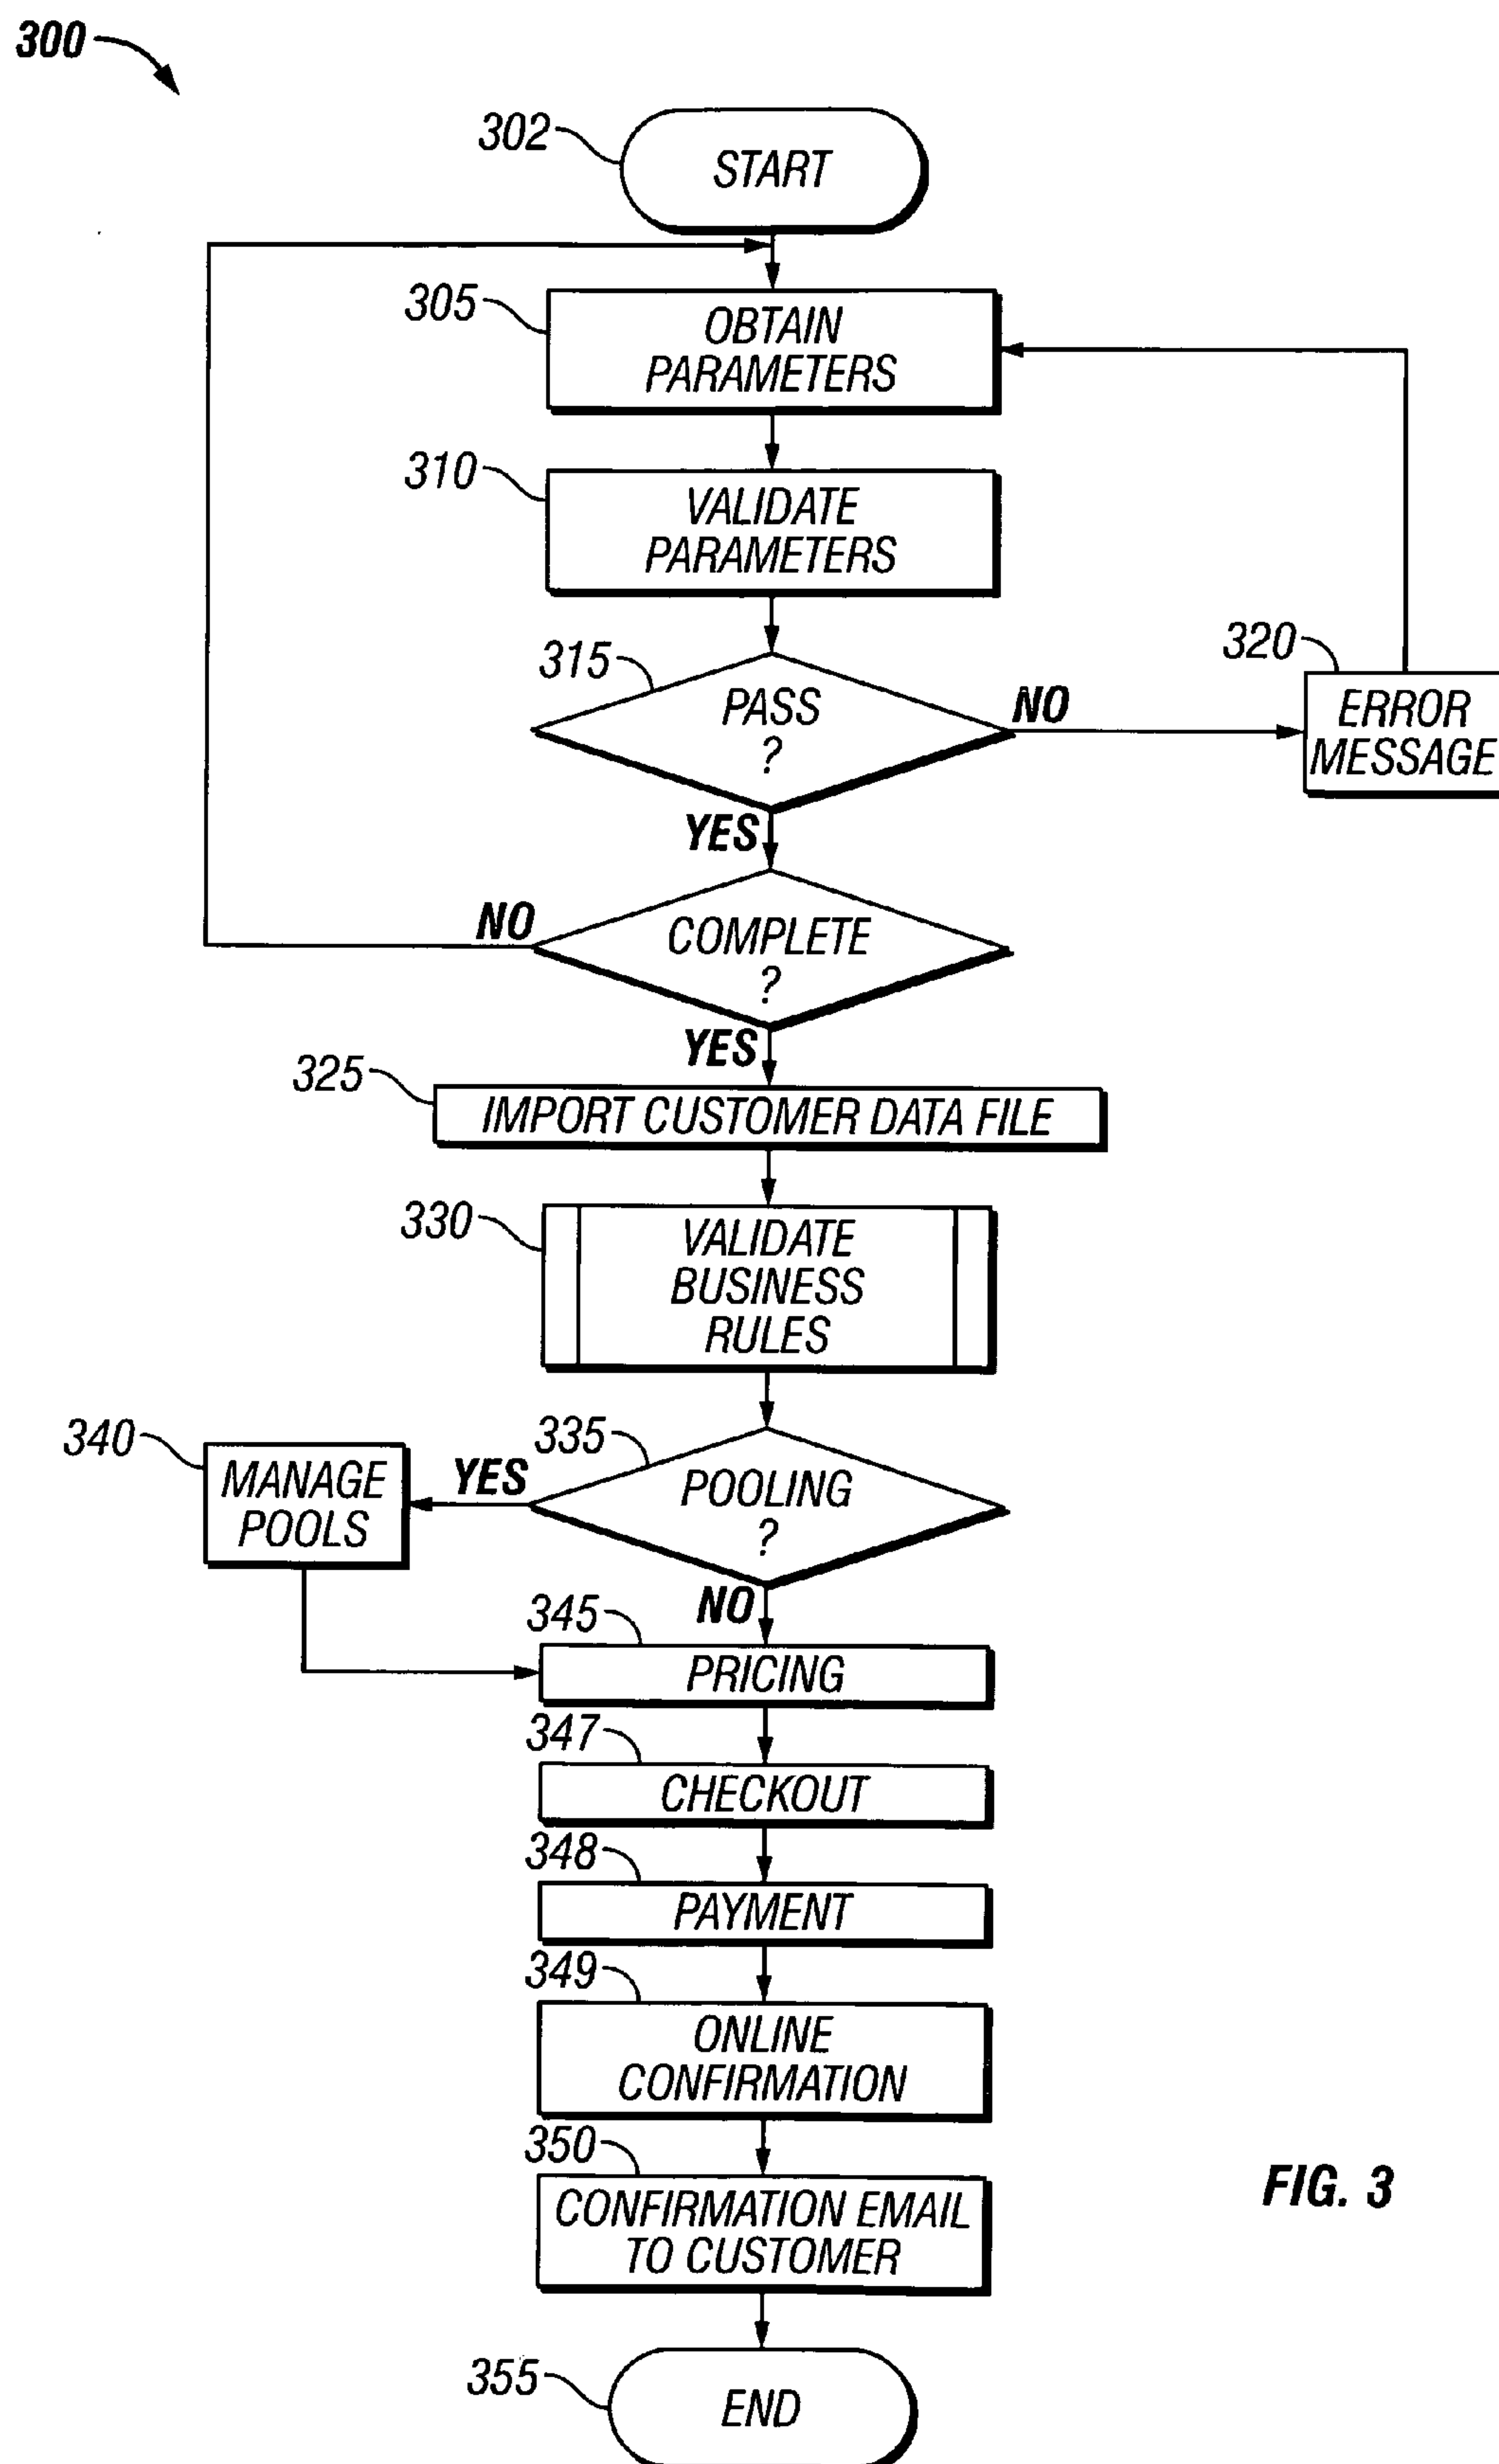 300
302
START
305
OBTAIN
PARAMETERS
310
VALIDATE
PARAMETERS
315
PASS
?
NO
320
ERROR
MESSAGE
YES
NO
COMPLETE
?
YES
325
IMPORT CUSTOMER DATA FILE
330
VALIDATE
BUSINESS
RULES
340
MANAGE
POOLS
YES
335
POOLING
?
NO
345
PRICING
347
CHECKOUT
348
PAYMENT
349
ONLINE
CONFIRMATION
350
CONFIRMATION EMAIL
TO CUSTOMER
FIG. 3
355
END